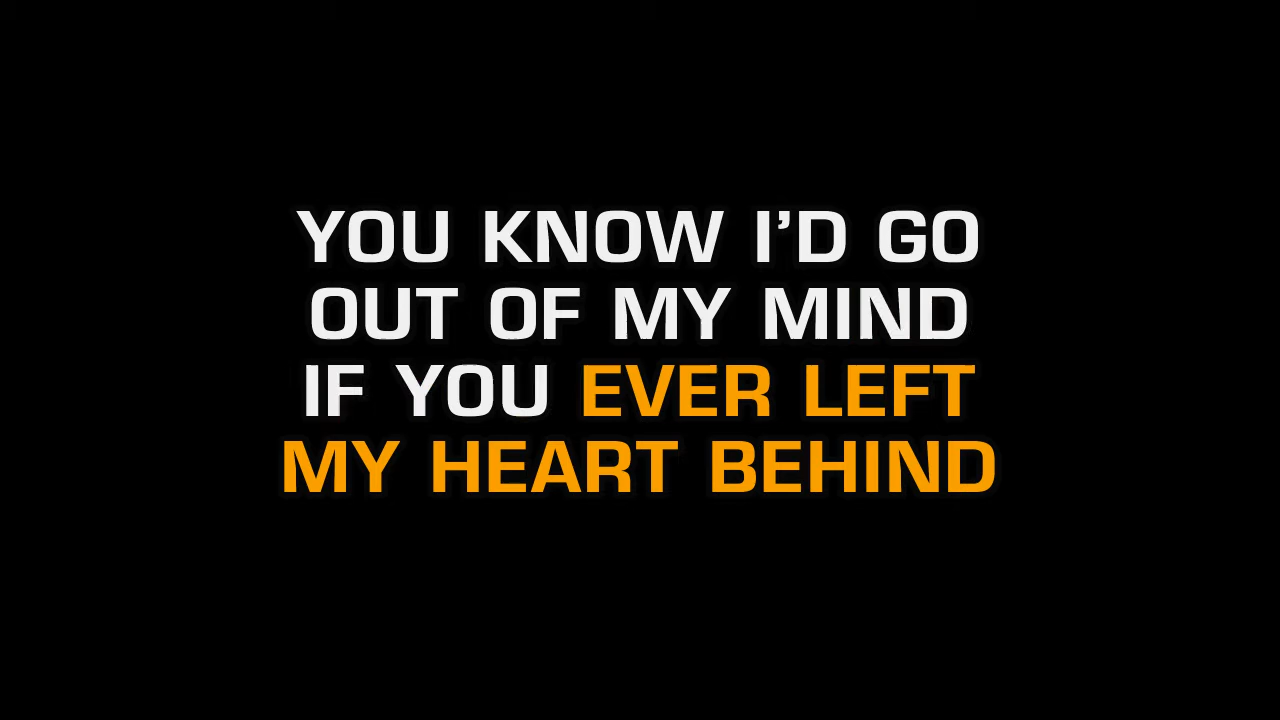 YOU KNOW I'D GO
OUT OF MY MIND
IF YOU EVER LEFT
MY HEART BEHIND